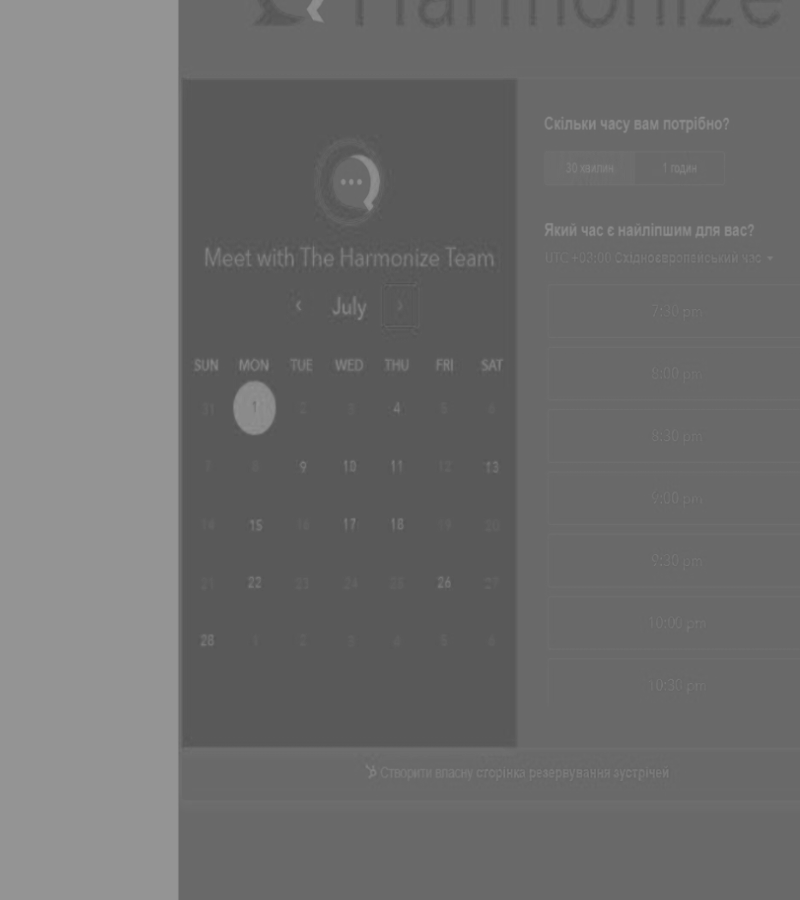 Harmonize
Meet with The Harmonize Team
July
SUN MON TUE WED THU FRI SAT
31 1 2 3 4 5 6
7 8 9 10 11 12 13
14 15 16 17 18 19 20
21 22 23 24 25 26 27
28 1 2 3 4 5 6
Скільки часу вам потрібно?
30 хвилин 1 годин
Який час є найліпшим для вас?
UTC +03:00 Східноєвропейський час
7:30 pm
8:00 pm
8:30 pm
9:00 pm
9:30 pm
10:00 pm
10:30 pm
Створити власну сторінка резервування зустрічей